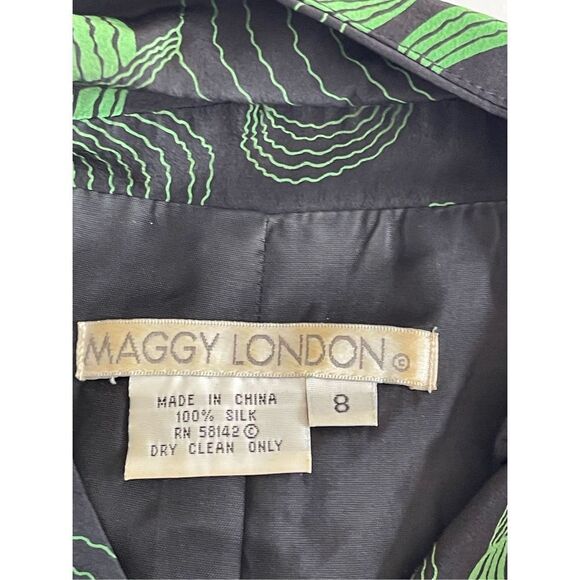 MAGGY LONDON ©
MADE IN CHINA
100% SILK
RN 58142 ©
DRY CLEAN ONLY
8